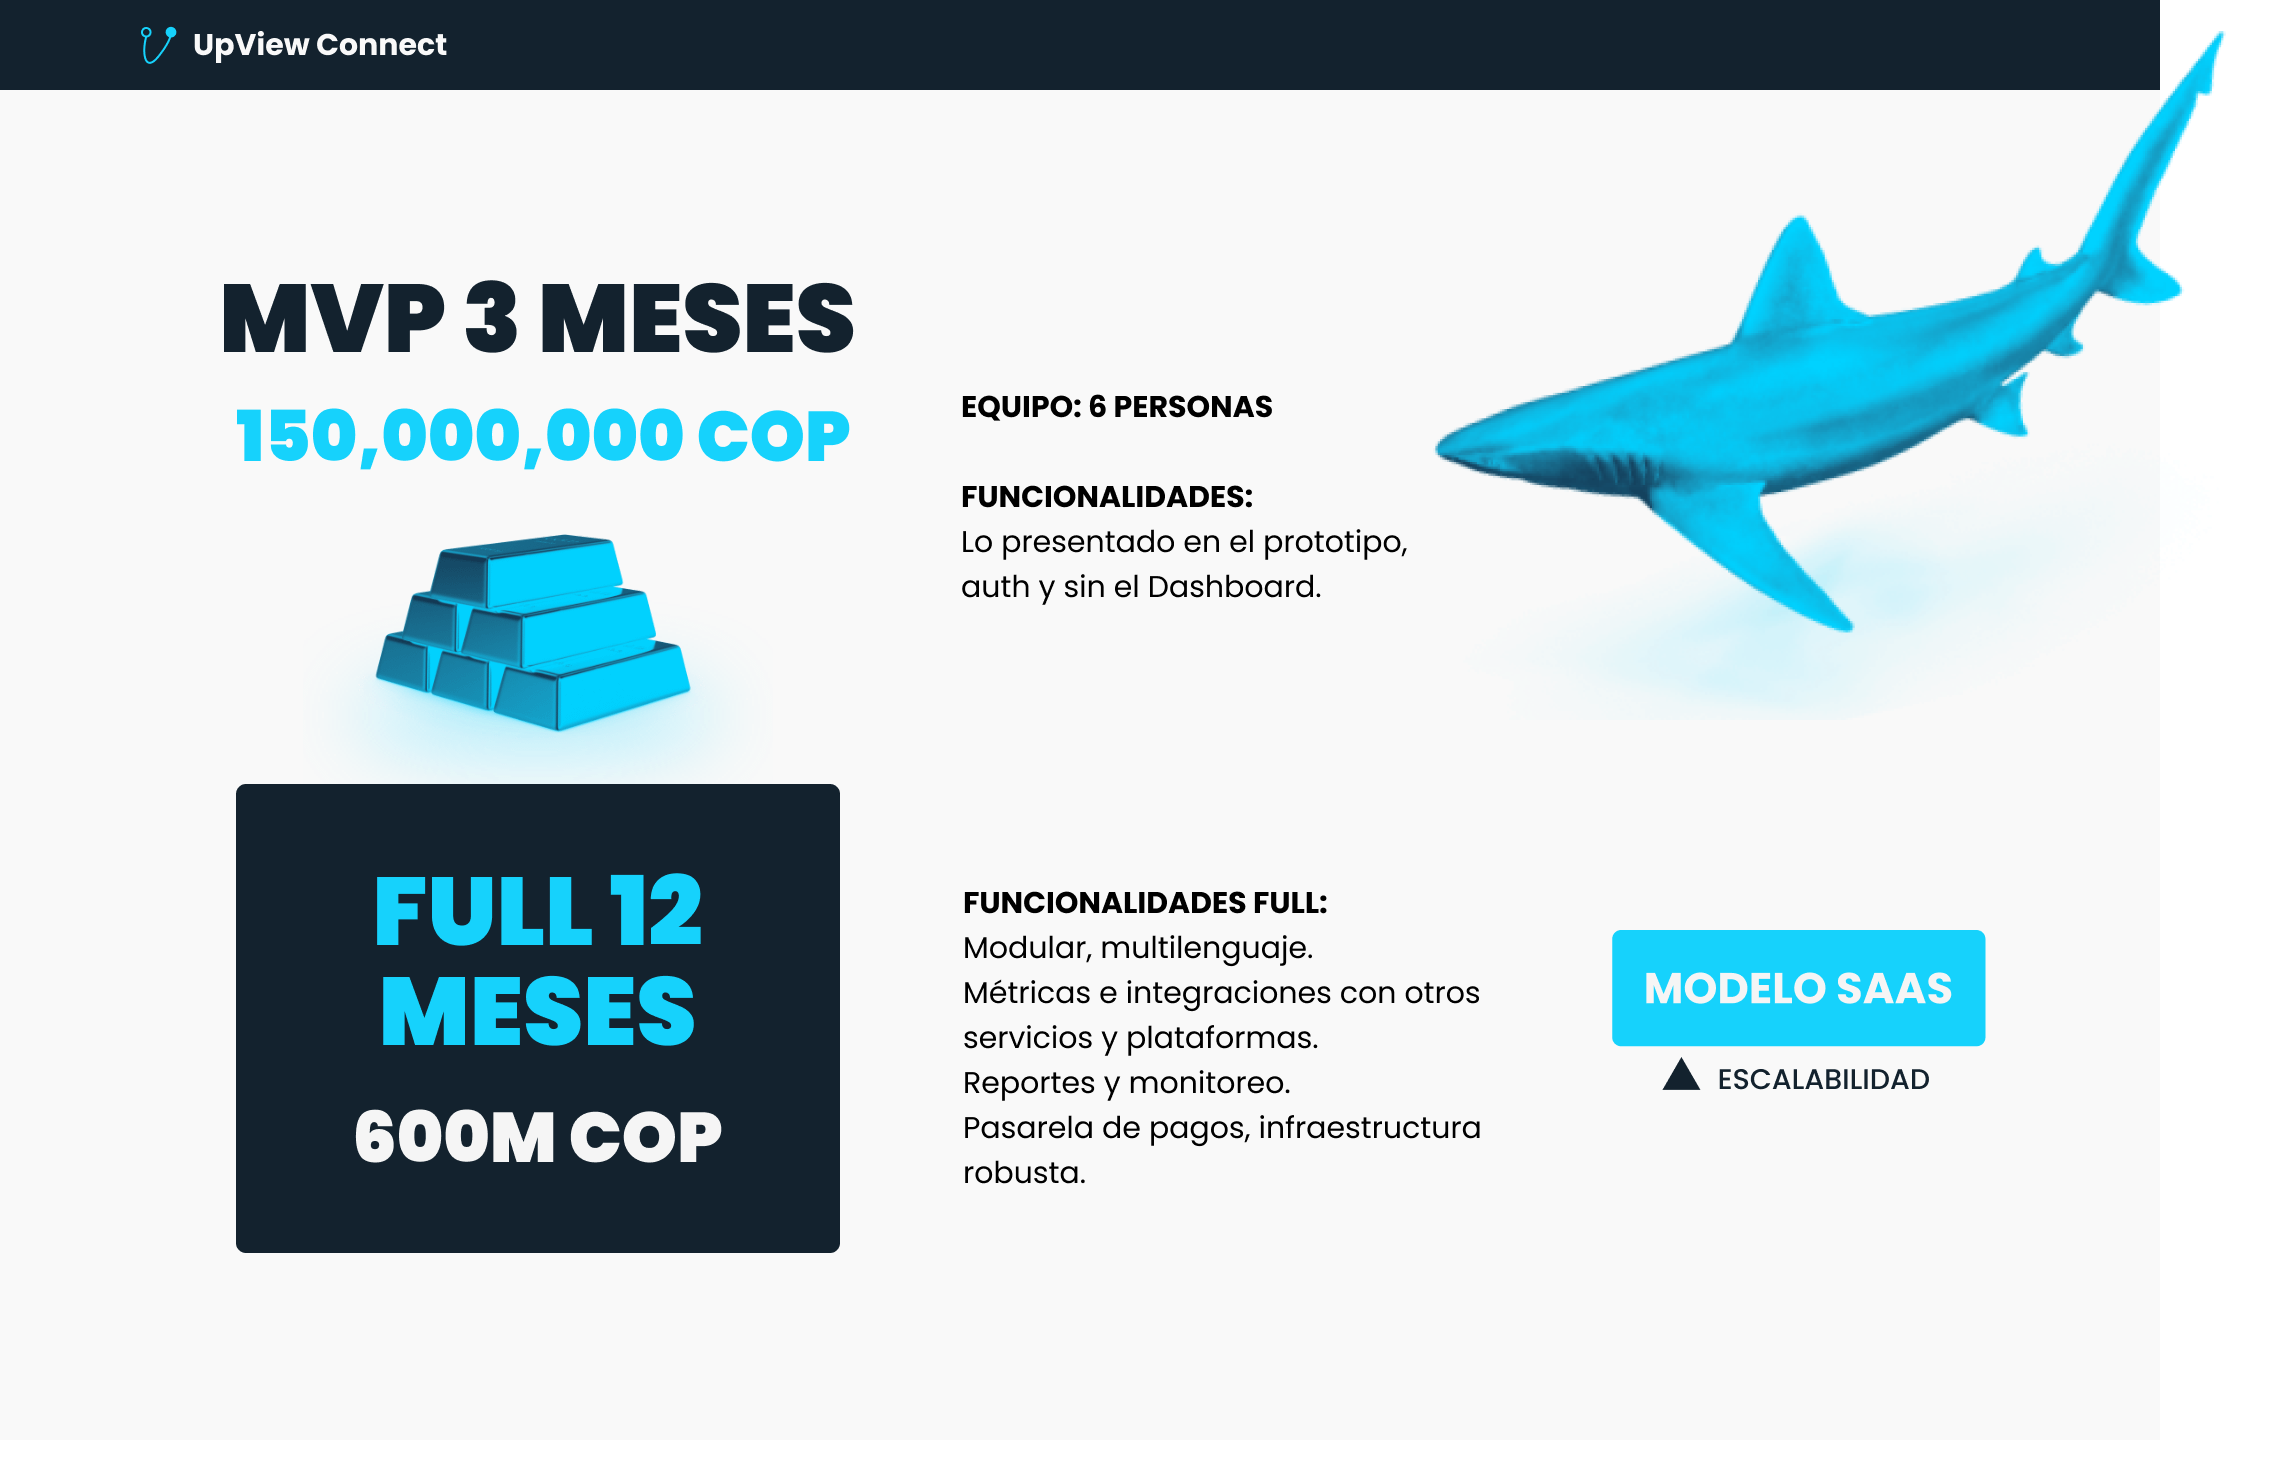 UpView Connect
MVP 3 MESES
150,000,000 COP
EQUIPO: 6 PERSONAS
FUNCIONALIDADES:
Lo presentado en el prototipo,
auth y sin el Dashboard.
FULL 12
MESES
600M COP
FUNCIONALIDADES FULL:
Modular, multilenguaje.
Métricas e integraciones con otros
servicios y plataformas.
Reportes y monitoreo.
Pasarela de pagos, infraestructura
robusta.
MODELO SAAS
ESCALABILIDAD